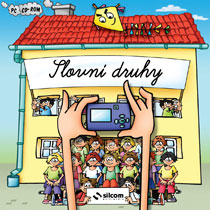 PC CD-ROM
Slovní druhy
silcom